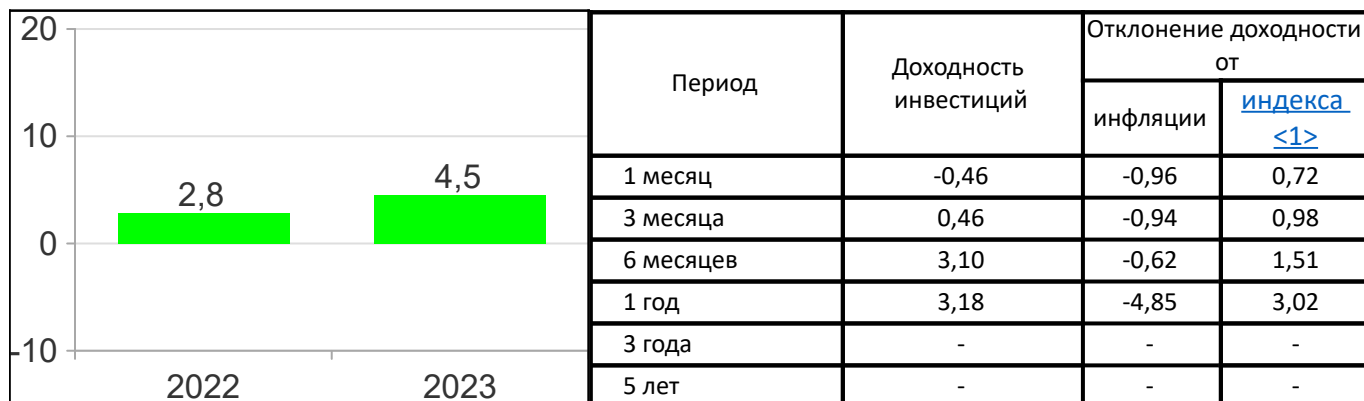 20
10
0
-10
2,8
4,5
2022
2023
Период
Доходность
инвестиций
Отклонение доходности
от
инфляции
индекса
<1>
1 месяц -0,46 -0,96 0,72
3 месяца 0,46 -0,94 0,98
6 месяцев 3,10 -0,62 1,51
1 год 3,18 -4,85 3,02
3 года - - -
5 лет - - -